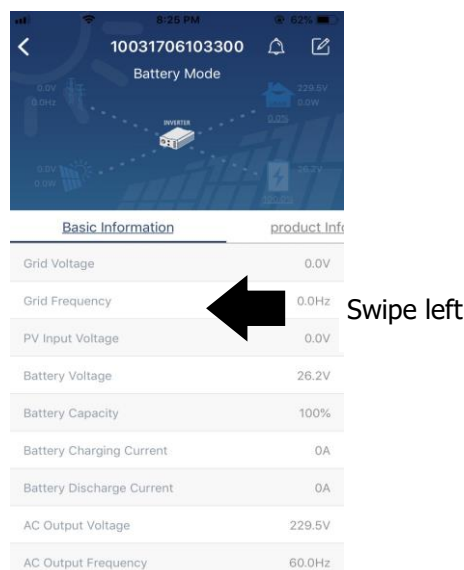 8:25 PM
62%
10031706103300
Battery Mode
0.0V
0.0Hz
229.5V
0.0W
0.0%
INVERTER
0.0V
0.0W
26.2V
100.0%
Basic Information
product Info
Grid Voltage 0.0V
Grid Frequency 0.0Hz
Swipe left
PV Input Voltage 0.0V
Battery Voltage 26.2V
Battery Capacity 100%
Battery Charging Current 0A
Battery Discharge Current 0A
AC Output Voltage 229.5V
AC Output Frequency 60.0Hz